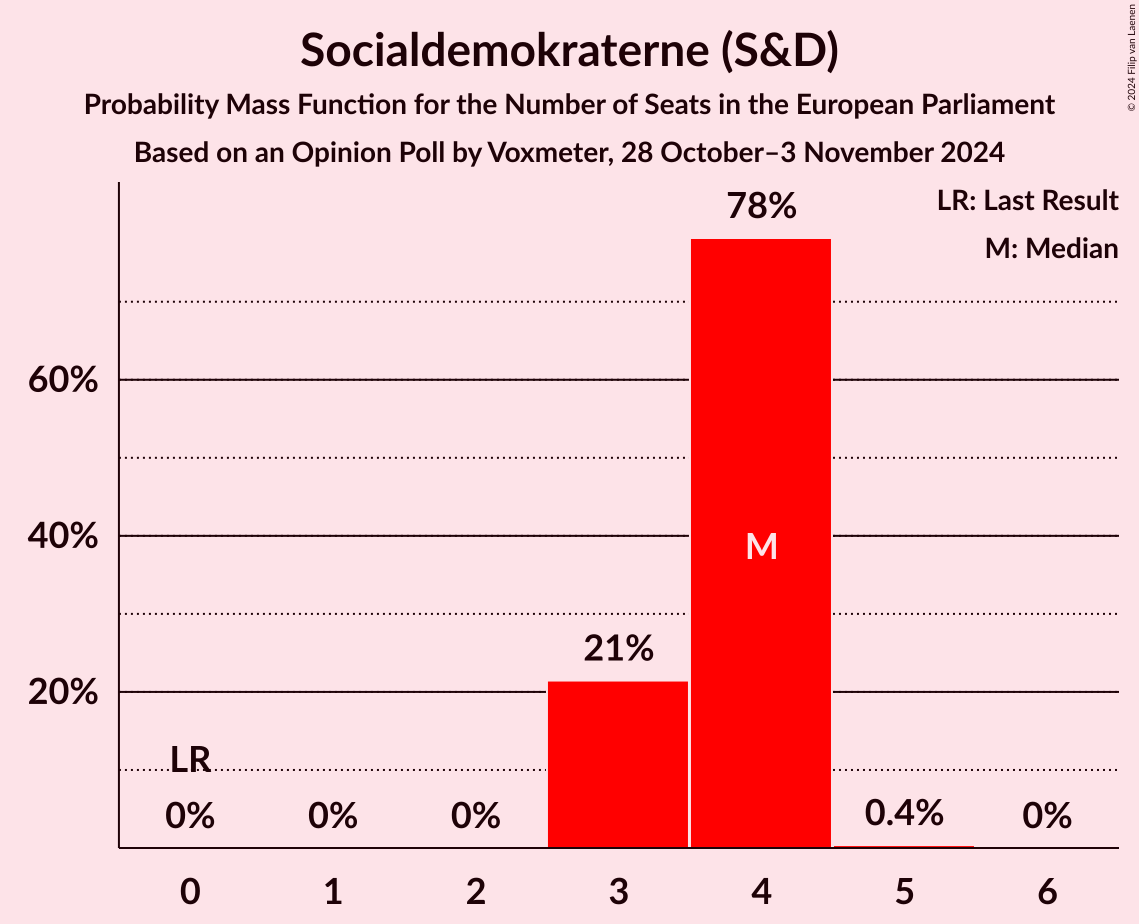 Socialdemokraterne (S&D)
Probability Mass Function for the Number of Seats in the European Parliament
Based on an Opinion Poll by Voxmeter, 28 October–3 November 2024
© 2024 Filip van Laenen
LR: Last Result
M: Median
78%
60%
40%
20%
M
21%
LR
0%
0%
0%
0.4%
0%
0
1
2
3
4
5
6